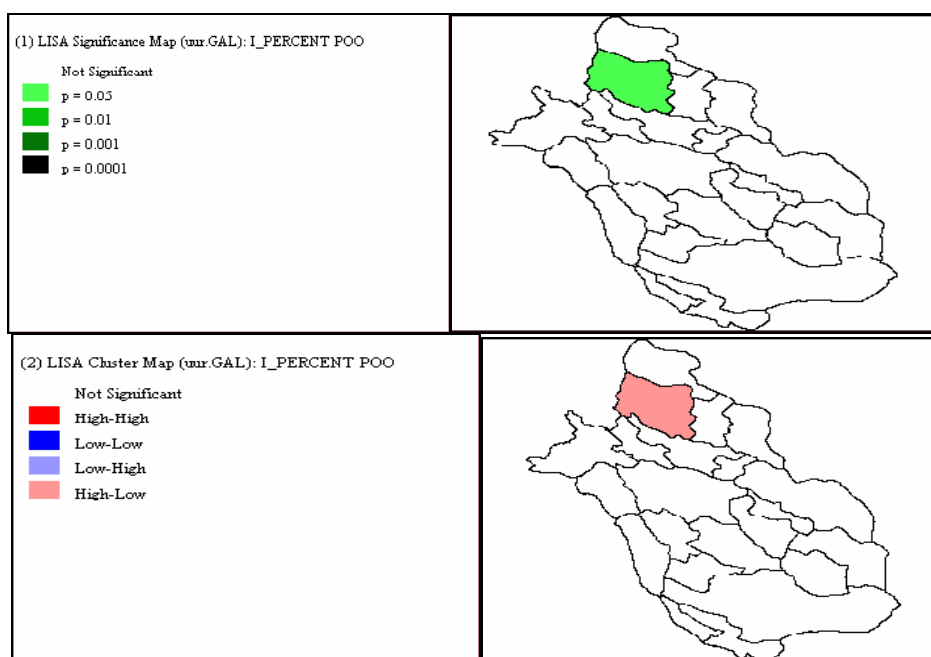 (1) LISA Significance Map (uur.GAL): I_PERCENT POO
Not Significant
p = 0.05
p = 0.01
p = 0.001
p = 0.0001
(2) LISA Cluster Map (uur.GAL): I_PERCENT POO
Not Significant
High-High
Low-Low
Low-High
High-Low